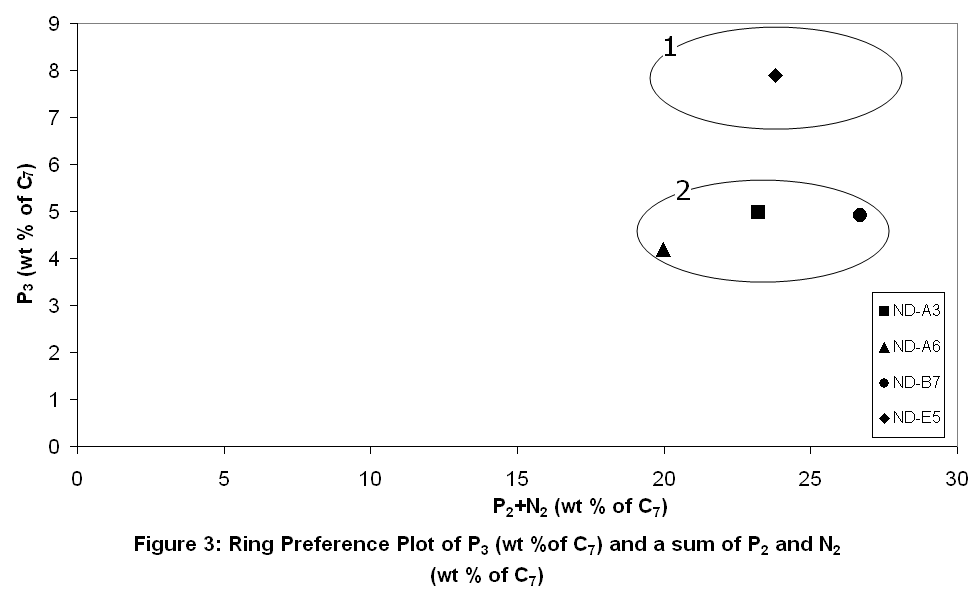 9
8
7
6
5
4
3
2
1
0
P₃ (wt % of C₇)
1
2
ND-A3
ND-A6
ND-B7
ND-E5
0 5 10 15 20 25 30
P₂+N₂ (wt % of C₇)
Figure 3: Ring Preference Plot of P₃ (wt %of C₇) and a sum of P₂ and N₂
(wt % of C₇)